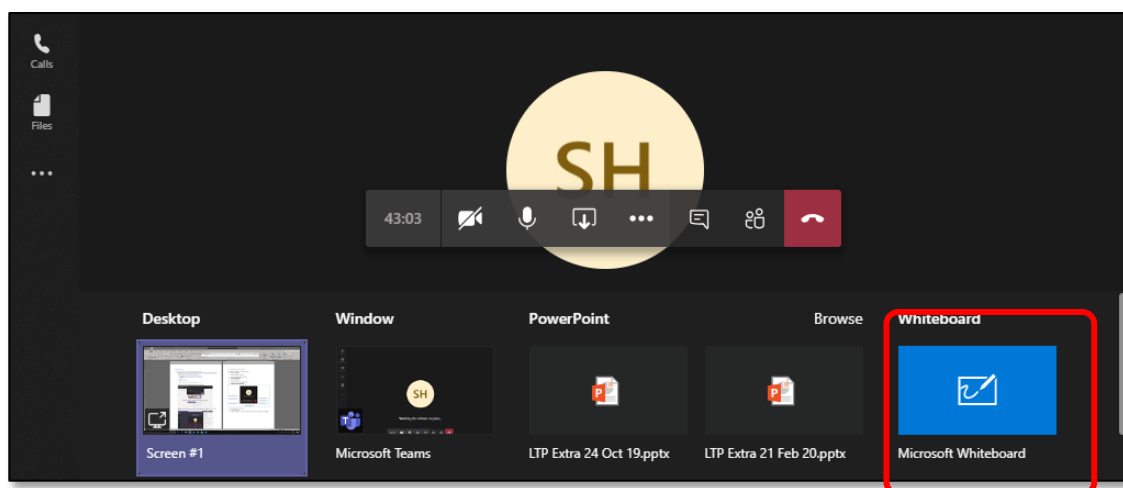 Calls
Files
SH
43:03
Desktop
Window
PowerPoint
Browse
Whiteboard
SH
Screen #1
Microsoft Teams
LTP Extra 24 Oct 19.pptx
LTP Extra 21 Feb 20.pptx
Microsoft Whiteboard